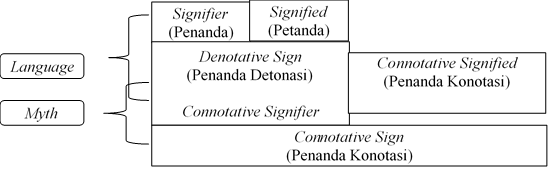 Signifier
(Penanda)
Signified
(Petanda)
Language
Denotative Sign
(Penanda Detonasi)
Connotative Signified
(Penanda Konotasi)
Myth
Connotative Signifier
Connotative Sign
(Penanda Konotasi)